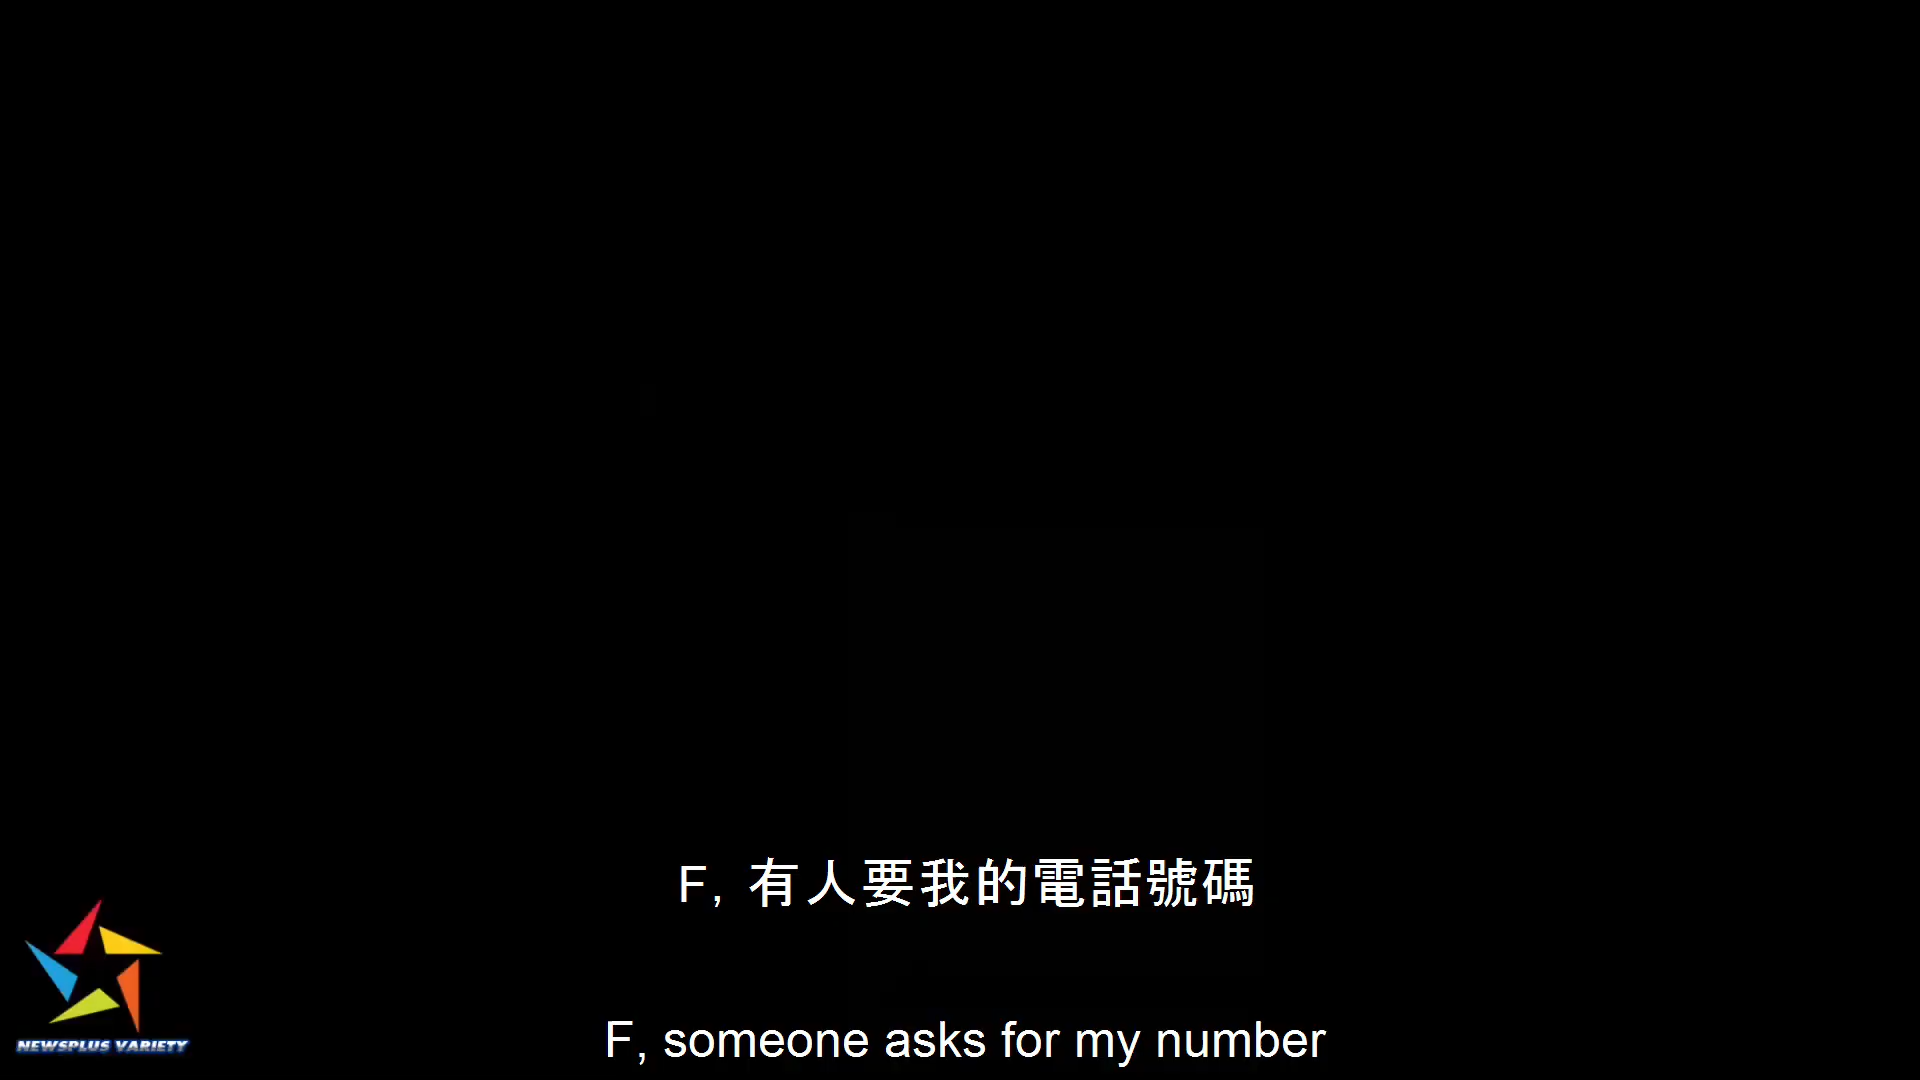 F, 有人要我的電話號碼
NEWSPLUS VARIETY
F, someone asks for my number